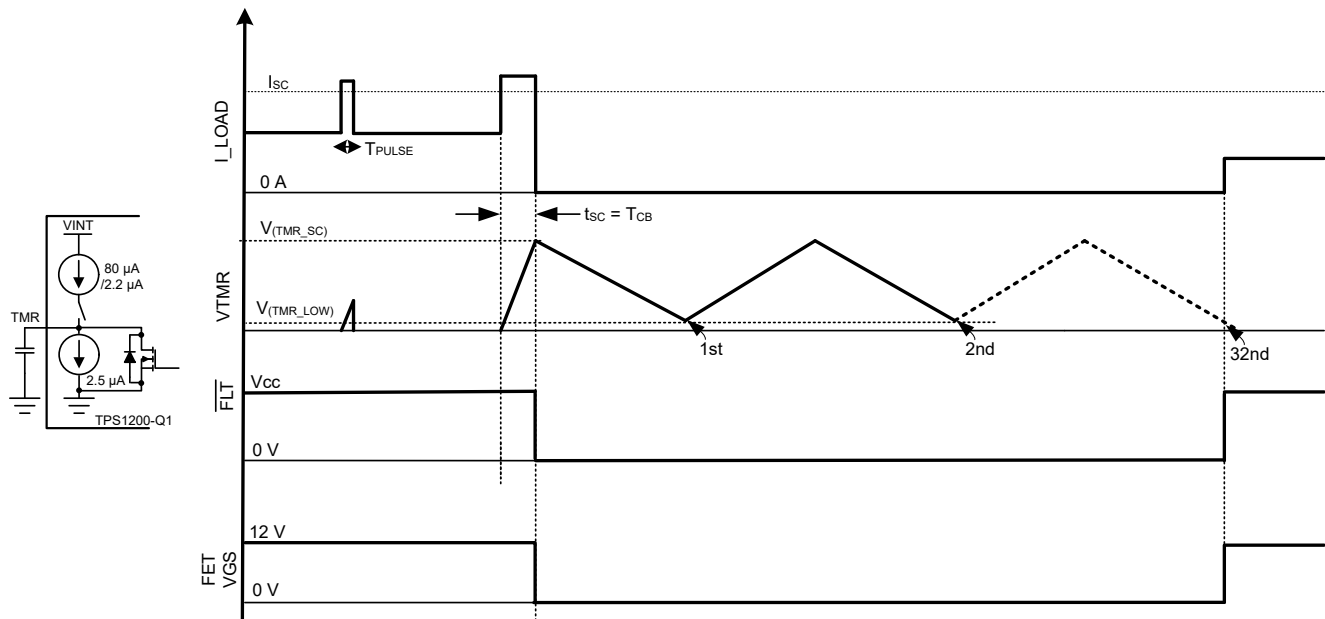 ISC
I_LOAD
TPULSE
0 A
tSC = TCB
V(TMR_SC)
VTMR
V(TMR_LOW)
1st
2nd
32nd
VINT
80 µA
/2.2 µA
TMR
2.5 µA
TPS1200-Q1
Vcc
FLT
0 V
12 V
FET
VGS
0 V